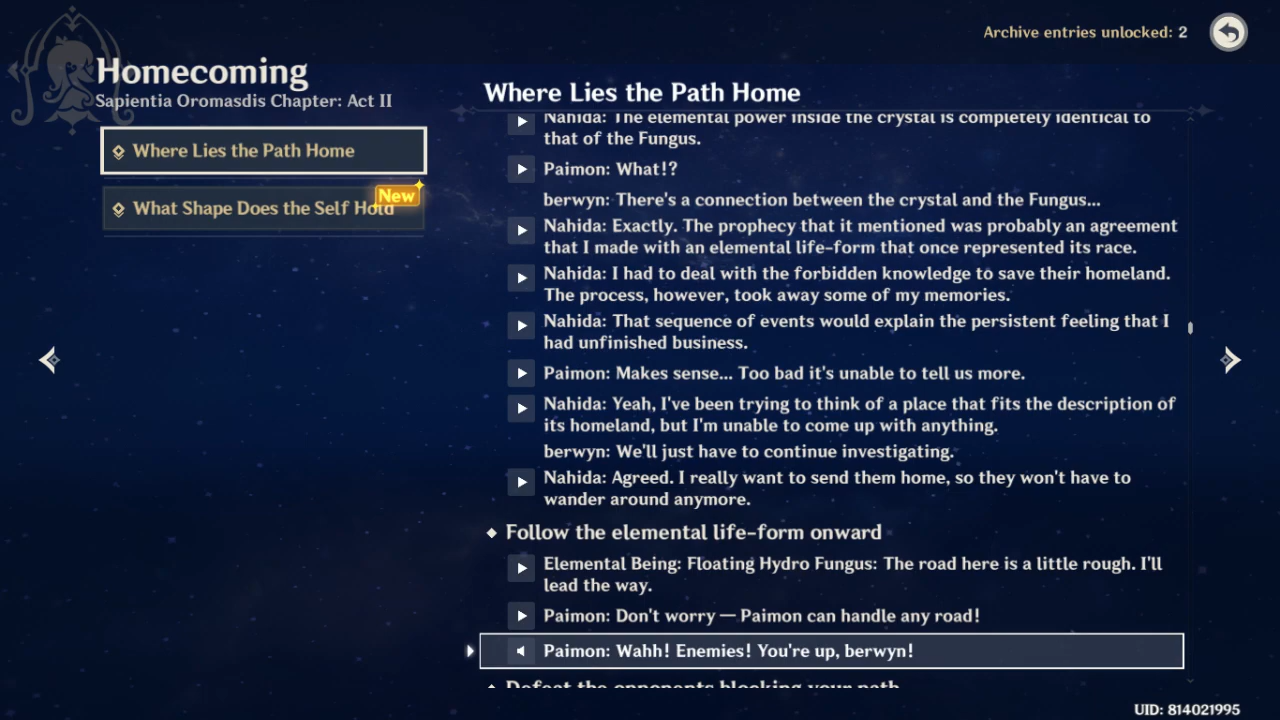 Archive entries unlocked: 2
Homecoming
Sapientia Oromasdis Chapter: Act II
Where Lies the Path Home
New
What Shape Does the Self Hold
Where Lies the Path Home
Nahida: The elemental power inside the crystal is completely identical to
that of the Fungus.
Paimon: What!?
berwyn: There's a connection between the crystal and the Fungus...
Nahida: Exactly. The prophecy that it mentioned was probably an agreement
that I made with an elemental life-form that once represented its race.
Nahida: I had to deal with the forbidden knowledge to save their homeland.
The process, however, took away some of my memories.
Nahida: That sequence of events would explain the persistent feeling that I
had unfinished business.
Paimon: Makes sense... Too bad it's unable to tell us more.
Nahida: Yeah, I've been trying to think of a place that fits the description of
its homeland, but I'm unable to come up with anything.
berwyn: We'll just have to continue investigating.
Nahida: Agreed. I really want to send them home, so they won't have to
wander around anymore.
Follow the elemental life-form onward
Elemental Being: Floating Hydro Fungus: The road here is a little rough. I'll
lead the way.
Paimon: Don't worry — Paimon can handle any road!
Paimon: Wahh! Enemies! You're up, berwyn!
Defeat the opponents blocking your path
UID: 814021995